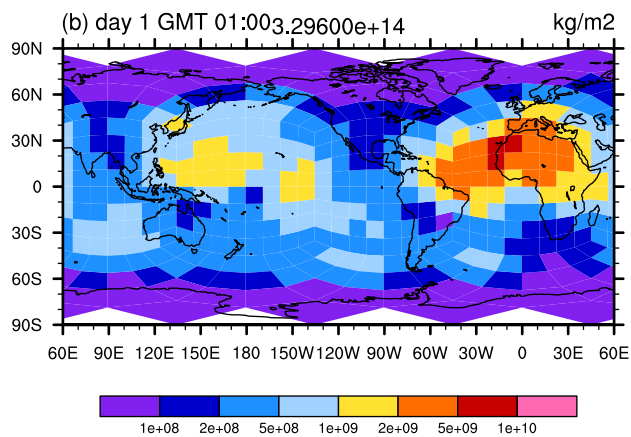 (b) day 1 GMT 01:00 3.29600e+14 kg/m2
90N
60N
30N
0
30S
60S
90S
60E 90E 120E 150E 180 150W 120W 90W 60W 30W 0 30E 60E
1e+08 2e+08 5e+08 1e+09 2e+09 5e+09 1e+10